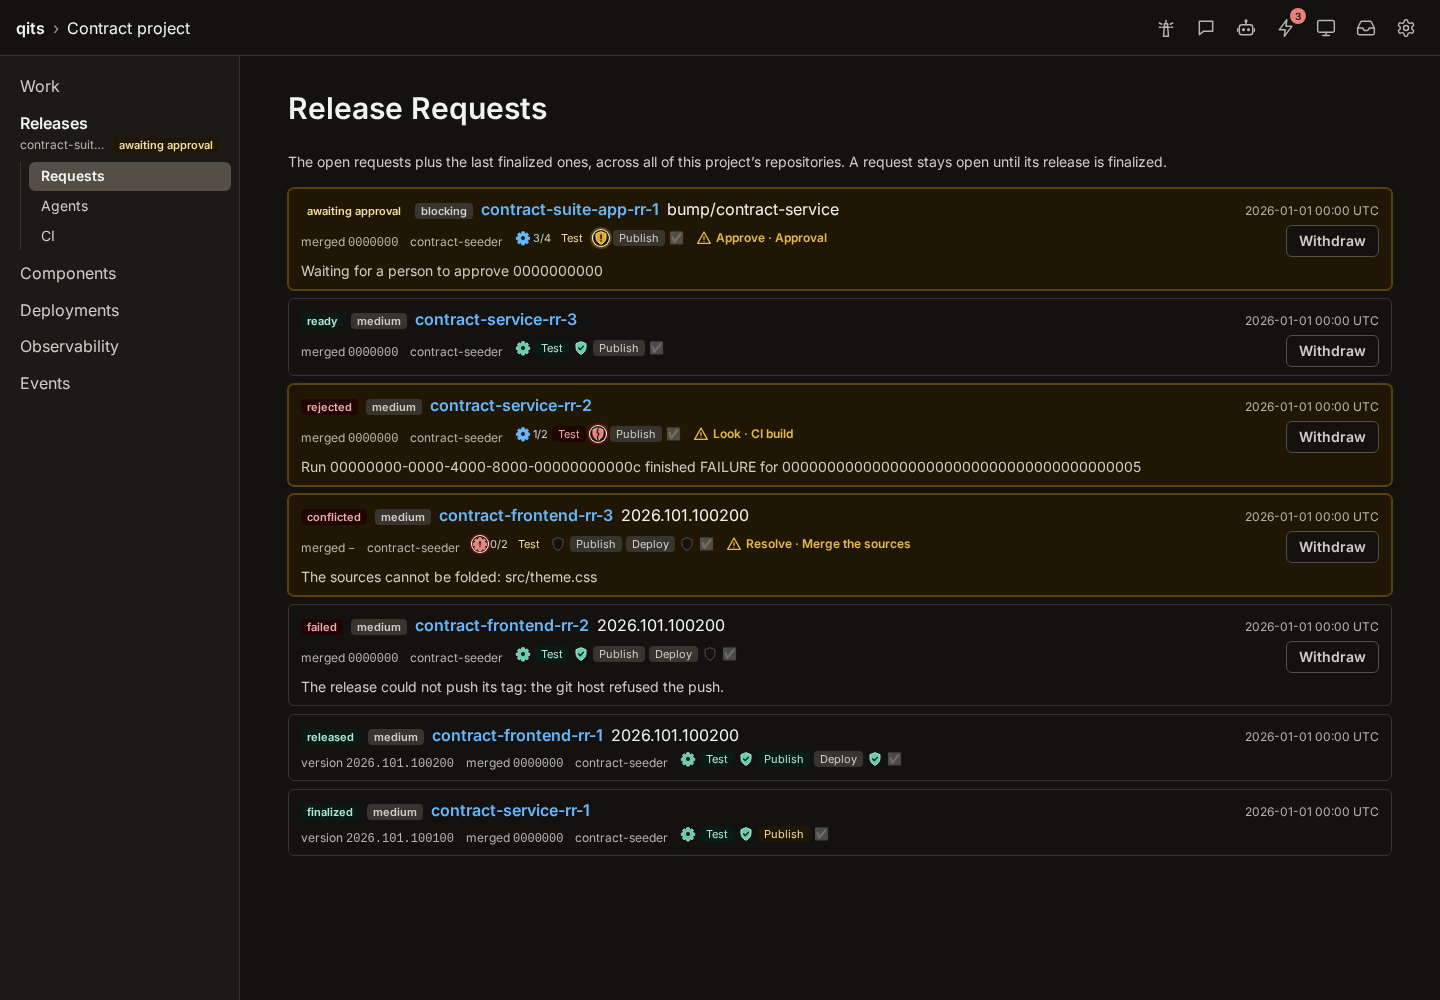 qits › Contract project
3
Work
Releases
contract-suit... awaiting approval
Requests
Agents
CI
Components
Deployments
Observability
Events
Release Requests
The open requests plus the last finalized ones, across all of this project’s repositories. A request stays open until its release is finalized.
awaiting approval blocking contract-suite-app-rr-1 bump/contract-service 2026-01-01 00:00 UTC
merged 0000000 contract-seeder 3/4 Test Publish Approve · Approval Withdraw
Waiting for a person to approve 0000000000
ready medium contract-service-rr-3 2026-01-01 00:00 UTC
merged 0000000 contract-seeder Test Publish Withdraw
rejected medium contract-service-rr-2 2026-01-01 00:00 UTC
merged 0000000 contract-seeder 1/2 Test Publish Look · CI build Withdraw
Run 00000000-0000-4000-8000-00000000000c finished FAILURE for 0000000000000000000000000000000000000005
conflicted medium contract-frontend-rr-3 2026.101.100200 2026-01-01 00:00 UTC
merged – contract-seeder 0/2 Test Publish Deploy Resolve · Merge the sources Withdraw
The sources cannot be folded: src/theme.css
failed medium contract-frontend-rr-2 2026.101.100200 2026-01-01 00:00 UTC
merged 0000000 contract-seeder Test Publish Deploy Withdraw
The release could not push its tag: the git host refused the push.
released medium contract-frontend-rr-1 2026.101.100200 2026-01-01 00:00 UTC
version 2026.101.100200 merged 0000000 contract-seeder Test Publish Deploy
finalized medium contract-service-rr-1 2026-01-01 00:00 UTC
version 2026.101.100100 merged 0000000 contract-seeder Test Publish